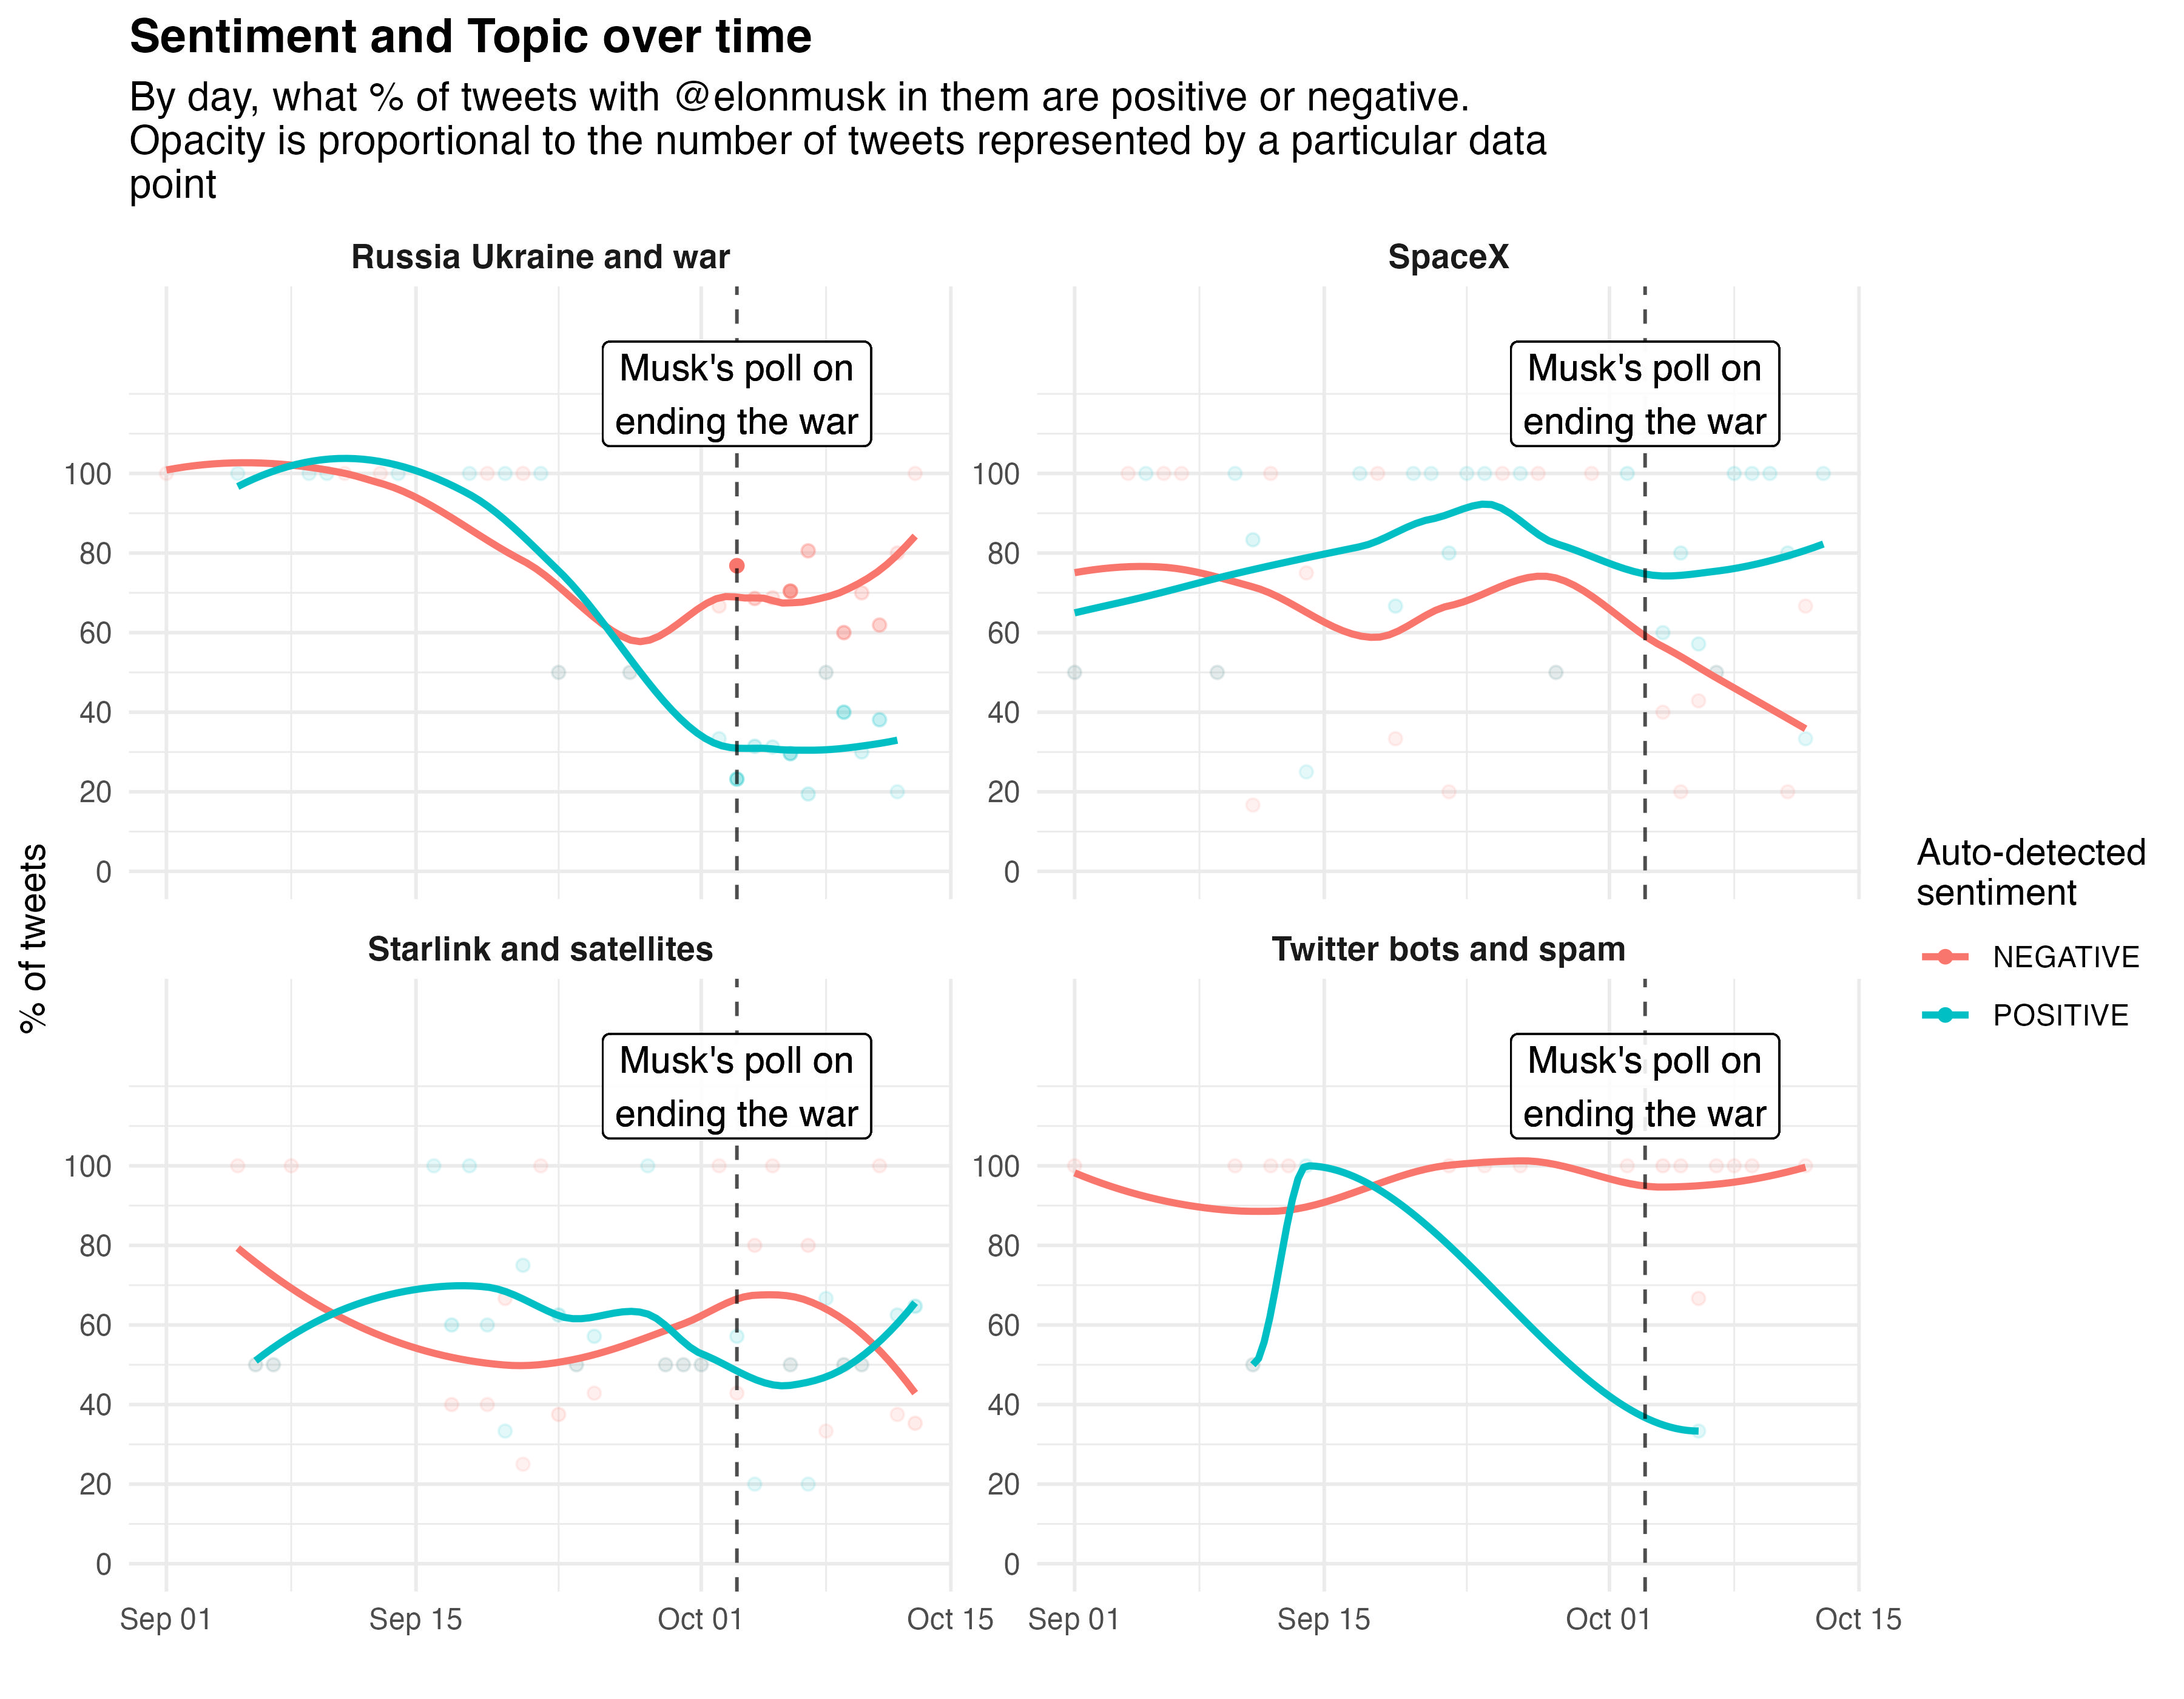 Sentiment and Topic over time
By day, what % of tweets with @elonmusk in them are positive or negative.
Opacity is proportional to the number of tweets represented by a particular data
point
Russia Ukraine and war
SpaceX
Musk's poll on
ending the war
Musk's poll on
ending the war
100
80
60
40
20
0
100
80
60
40
20
0
% of tweets
Auto-detected
sentiment
NEGATIVE
POSITIVE
Starlink and satellites
Twitter bots and spam
Musk's poll on
ending the war
Musk's poll on
ending the war
100
80
60
40
20
0
100
80
60
40
20
0
Sep 01 Sep 15 Oct 01 Oct 15
Sep 01 Sep 15 Oct 01 Oct 15